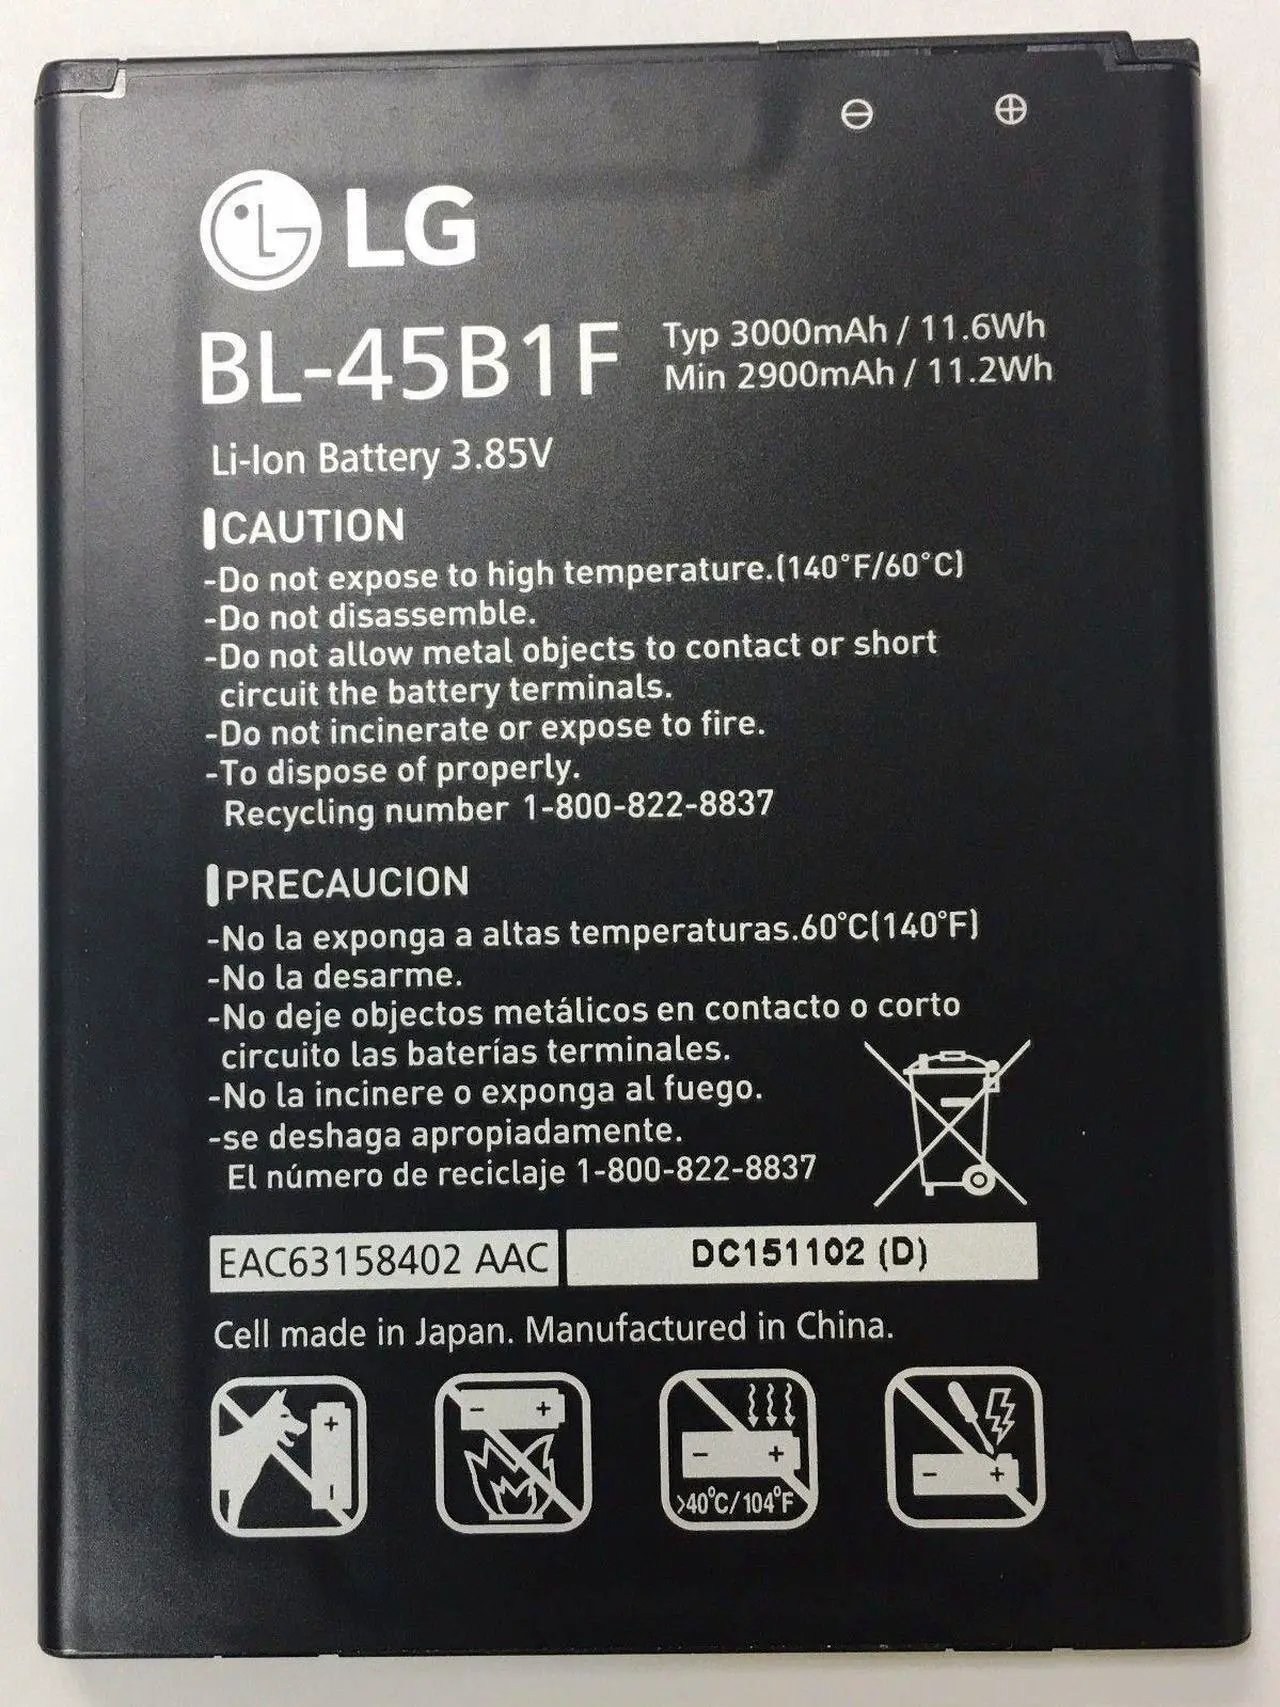 ⊖ ⊕
LG
BL-45B1F
Typ 3000mAh / 11.6Wh
Min 2900mAh / 11.2Wh
Li-Ion Battery 3.85V
CAUTION
-Do not expose to high temperature.(140°F/60°C)
-Do not disassemble.
-Do not allow metal objects to contact or short
circuit the battery terminals.
-Do not incinerate or expose to fire.
-To dispose of properly.
Recycling number 1-800-822-8837
PRECAUCION
-No la exponga a altas temperaturas.60°C(140°F)
-No la desarme.
-No deje objectos metálicos en contacto o corto
circuito las baterías terminales.
-No la incinere o exponga al fuego.
-se deshaga apropiadamente.
El número de reciclaje 1-800-822-8837
EAC63158402 AAC
DC151102 (D)
Cell made in Japan. Manufactured in China.
+ - - + - + - +
>40°C/104°F